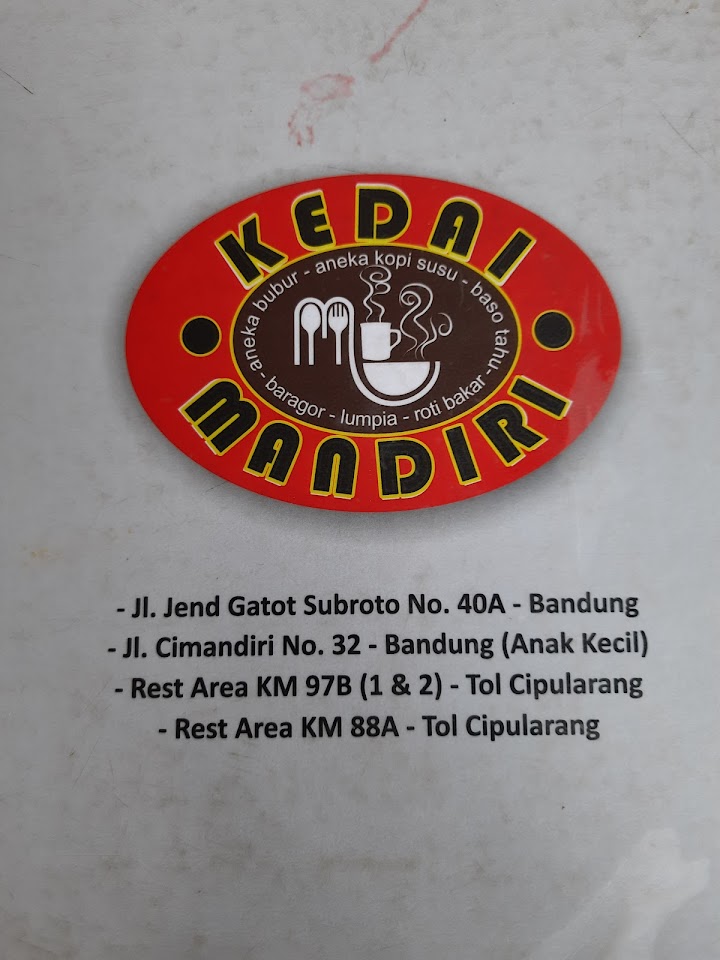 KEDAI
aneka bubur - aneka kopi susu - baso tahu - roti bakar - lumpia - baragor -
MANDIRI
- Jl. Jend Gatot Subroto No. 40A - Bandung
- Jl. Cimandiri No. 32 - Bandung (Anak Kecil)
- Rest Area KM 97B (1 & 2) - Tol Cipularang
- Rest Area KM 88A - Tol Cipularang